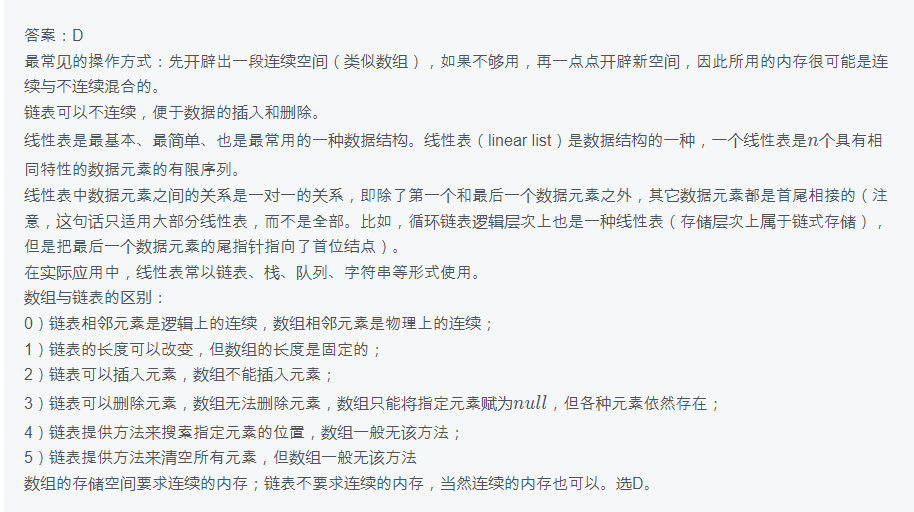 答案：D
最常见的操作方式：先开辟出一段连续空间（类似数组），如果不够用，再一点点开辟新空间，因此所用的内存很可能是连
续与不连续混合的。
链表可以不连续，便于数据的插入和删除。
线性表是最基本、最简单、也是最常用的一种数据结构。线性表（linear list）是数据结构的一种，一个线性表是n个具有相
同特性的数据元素的有限序列。
线性表中数据元素之间的关系是一对一的关系，即除了第一个和最后一个数据元素之外，其它数据元素都是首尾相接的（注
意，这句话只适用大部分线性表，而不是全部。比如，循环链表逻辑层次上也是一种线性表（存储层次上属于链式存储），
但是把最后一个数据元素的尾指针指向了首位结点）。
在实际应用中，线性表常以链表、栈、队列、字符串等形式使用。
数组与链表的区别：
0）链表相邻元素是逻辑上的连续，数组相邻元素是物理上的连续；
1）链表的长度可以改变，但数组的长度是固定的；
2）链表可以插入元素，数组不能插入元素；
3）链表可以删除元素，数组无法删除元素，数组只能将指定元素赋为null，但各种元素依然存在；
4）链表提供方法来搜索指定元素的位置，数组一般无该方法；
5）链表提供方法来清空所有元素，但数组一般无该方法
数组的存储空间要求连续的内存；链表不要求连续的内存，当然连续的内存也可以。选D。